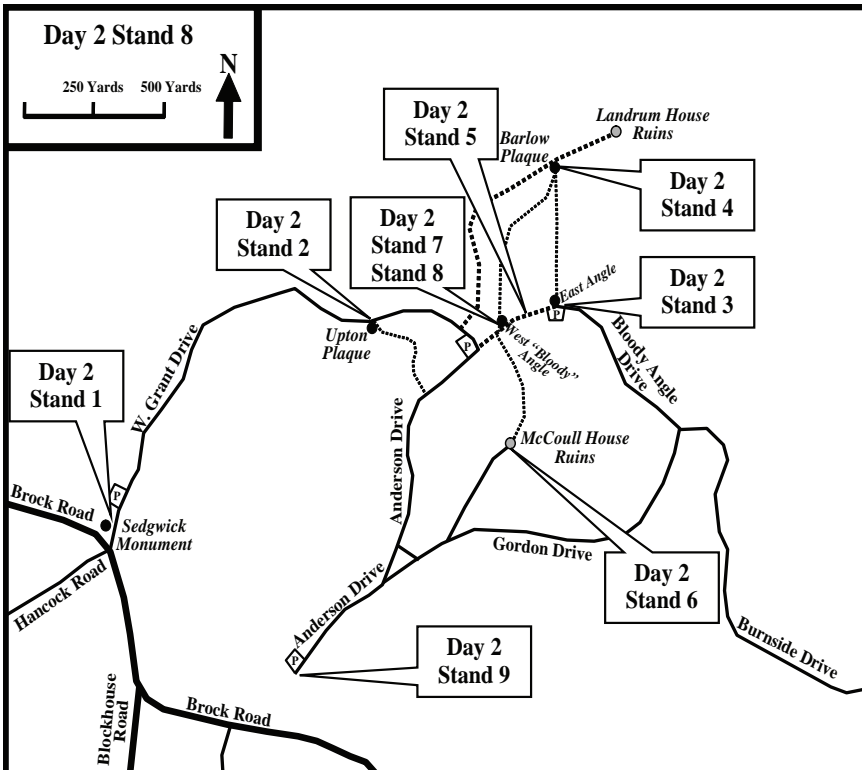 Day 2 Stand 8
250 Yards 500 Yards
N
Day 2
Stand 5
Landrum House
Ruins
Barlow
Plaque
Day 2
Stand 4
Day 2
Stand 2
Day 2
Stand 7
Stand 8
East Angle
Day 2
Stand 3
P
Upton
Plaque
P
West "Bloody"
Angle
Bloody Angle
Drive
W. Grant Drive
Day 2
Stand 1
Anderson Drive
McCoull House
Ruins
P
Brock Road
Sedgwick
Monument
Gordon Drive
Hancock Road
Day 2
Stand 6
Anderson Drive
P
Day 2
Stand 9
Burnside Drive
Blockhouse
Road
Brock Road